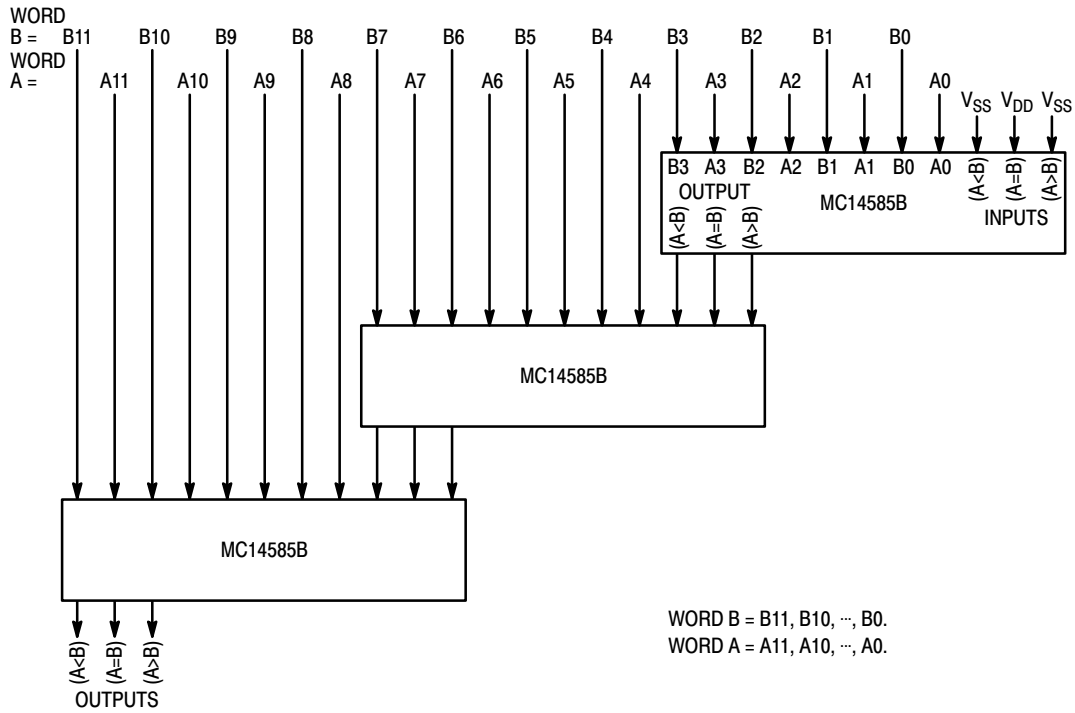 WORD
B = B11 B10 B9 B8 B7 B6 B5 B4 B3 B2 B1 B0
WORD
A = A11 A10 A9 A8 A7 A6 A5 A4 A3 A2 A1 A0
VSS VDD VSS
B3 A3 B2 A2 B1 A1 B0 A0 (A<B) (A=B) (A>B)
OUTPUT
MC14585B
INPUTS
(A<B) (A=B) (A>B)
MC14585B
MC14585B
WORD B = B11, B10, ···, B0.
WORD A = A11, A10, ···, A0.
(A<B) (A=B) (A>B)
OUTPUTS